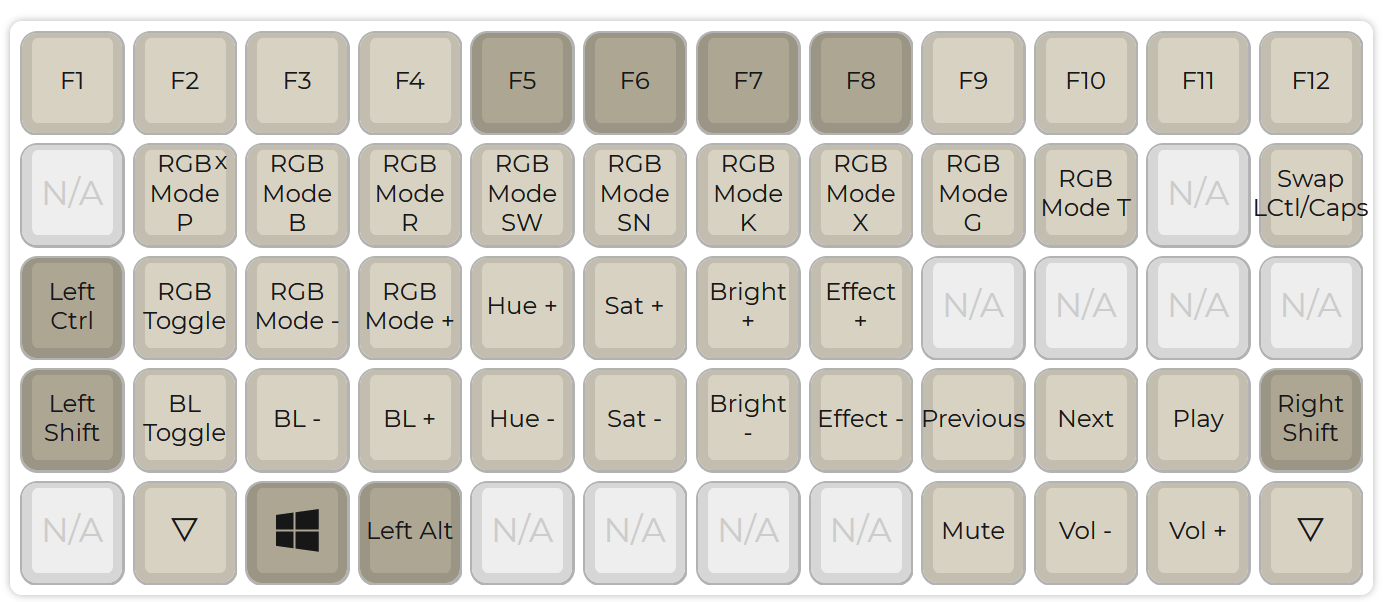 F1 F2 F3 F4 F5 F6 F7 F8 F9 F10 F11 F12
N/A
RGB x
Mode
P
RGB
Mode
B
RGB
Mode
R
RGB
Mode
SW
RGB
Mode
SN
RGB
Mode
K
RGB
Mode
X
RGB
Mode
G
RGB
Mode T
N/A
Swap
LCtl/Caps
Left
Ctrl
RGB
Toggle
RGB
Mode -
RGB
Mode +
Hue +
Sat +
Bright
+
Effect
+
N/A
N/A
N/A
N/A
Left
Shift
BL
Toggle
BL -
BL +
Hue -
Sat -
Bright
-
Effect -
Previous
Next
Play
Right
Shift
N/A
▽
Left Alt
N/A
N/A
N/A
N/A
Mute
Vol -
Vol +
▽